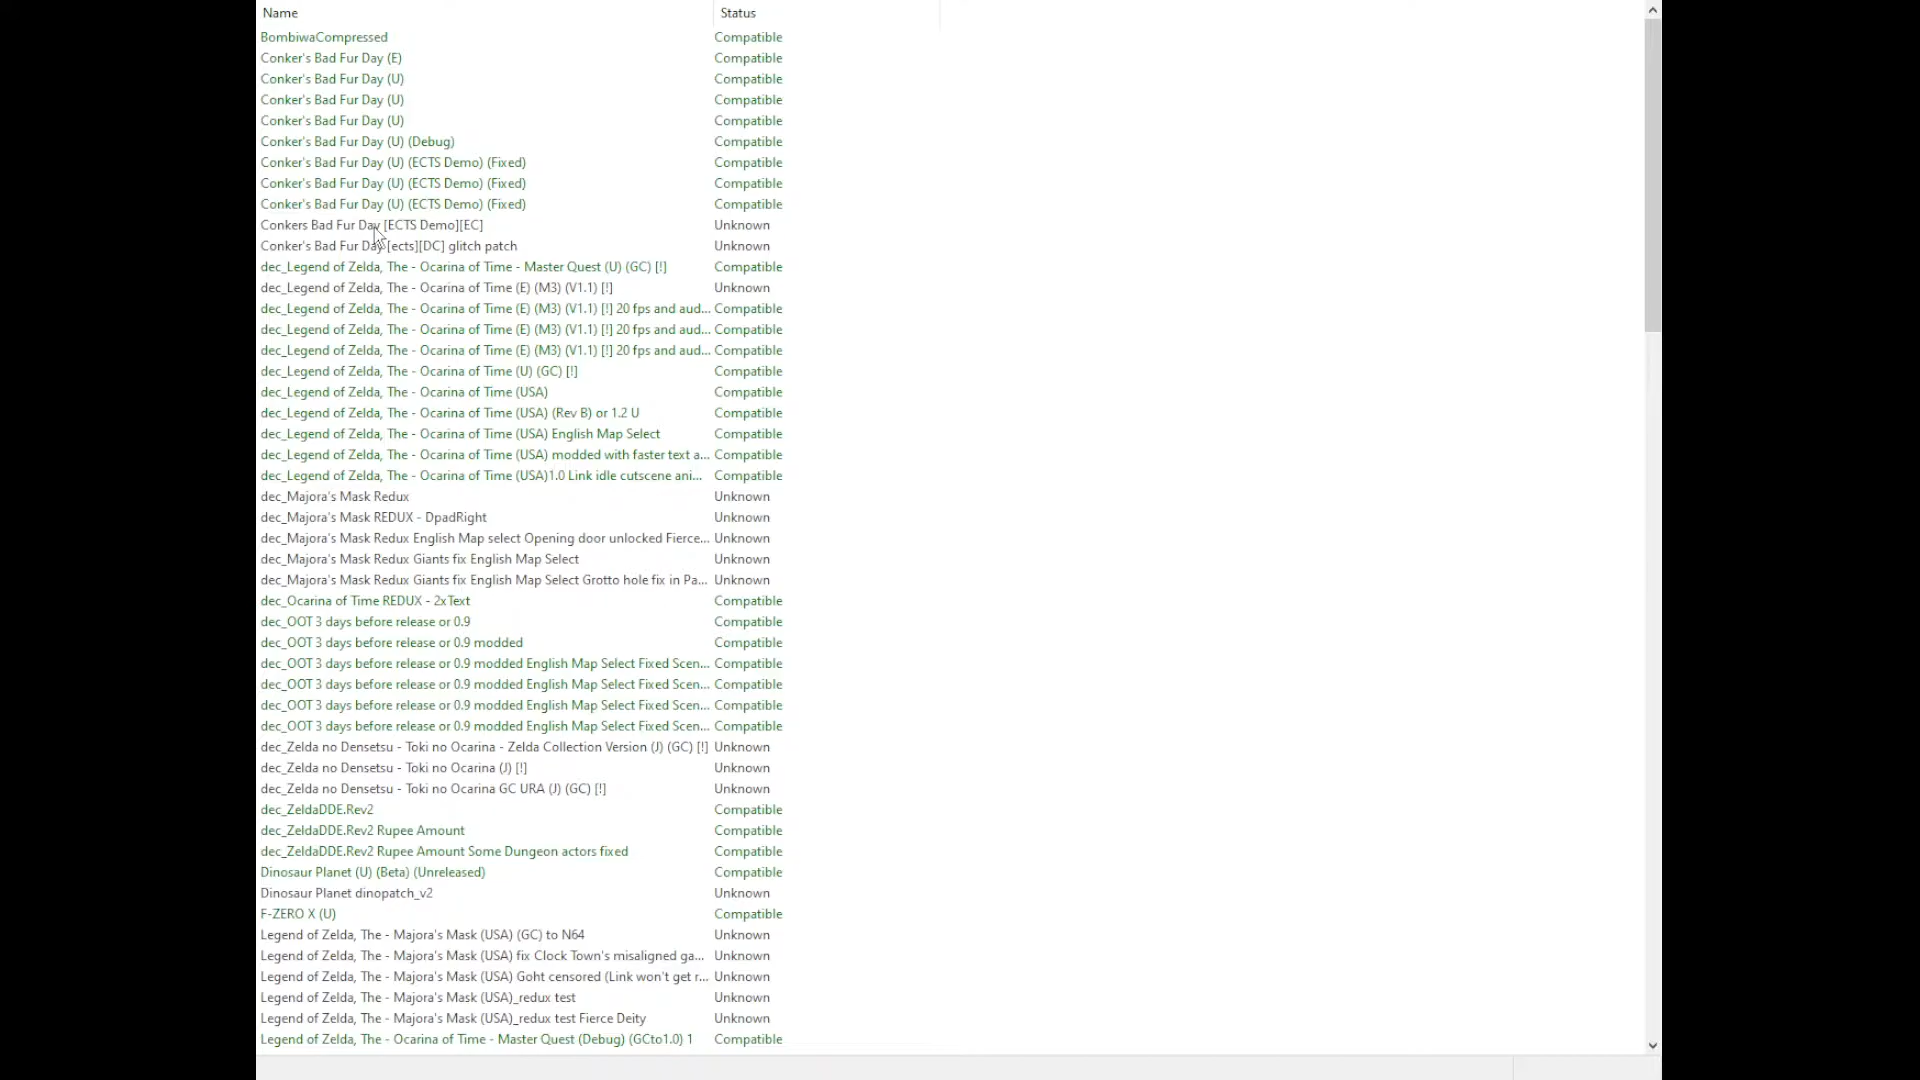 Name Status
BombiwaCompressed Compatible
Conker's Bad Fur Day (E) Compatible
Conker's Bad Fur Day (U) Compatible
Conker's Bad Fur Day (U) Compatible
Conker's Bad Fur Day (U) Compatible
Conker's Bad Fur Day (U) (Debug) Compatible
Conker's Bad Fur Day (U) (ECTS Demo) (Fixed) Compatible
Conker's Bad Fur Day (U) (ECTS Demo) (Fixed) Compatible
Conker's Bad Fur Day (U) (ECTS Demo) (Fixed) Compatible
Conkers Bad Fur Day [ECTS Demo][EC] Unknown
Conker's Bad Fur Day [ects][DC] glitch patch Unknown
dec_Legend of Zelda, The - Ocarina of Time - Master Quest (U) (GC) [!] Compatible
dec_Legend of Zelda, The - Ocarina of Time (E) (M3) (V1.1) [!] Unknown
dec_Legend of Zelda, The - Ocarina of Time (E) (M3) (V1.1) [!] 20 fps and aud... Compatible
dec_Legend of Zelda, The - Ocarina of Time (E) (M3) (V1.1) [!] 20 fps and aud... Compatible
dec_Legend of Zelda, The - Ocarina of Time (E) (M3) (V1.1) [!] 20 fps and aud... Compatible
dec_Legend of Zelda, The - Ocarina of Time (U) (GC) [!] Compatible
dec_Legend of Zelda, The - Ocarina of Time (USA) Compatible
dec_Legend of Zelda, The - Ocarina of Time (USA) (Rev B) or 1.2 U Compatible
dec_Legend of Zelda, The - Ocarina of Time (USA) English Map Select Compatible
dec_Legend of Zelda, The - Ocarina of Time (USA) modded with faster text a... Compatible
dec_Legend of Zelda, The - Ocarina of Time (USA)1.0 Link idle cutscene ani... Compatible
dec_Majora's Mask Redux Unknown
dec_Majora's Mask REDUX - DpadRight Unknown
dec_Majora's Mask Redux English Map select Opening door unlocked Fierce... Unknown
dec_Majora's Mask Redux Giants fix English Map Select Unknown
dec_Majora's Mask Redux Giants fix English Map Select Grotto hole fix in Pa... Unknown
dec_Ocarina of Time REDUX - 2xText Compatible
dec_OOT 3 days before release or 0.9 Compatible
dec_OOT 3 days before release or 0.9 modded Compatible
dec_OOT 3 days before release or 0.9 modded English Map Select Fixed Scen... Compatible
dec_OOT 3 days before release or 0.9 modded English Map Select Fixed Scen... Compatible
dec_OOT 3 days before release or 0.9 modded English Map Select Fixed Scen... Compatible
dec_OOT 3 days before release or 0.9 modded English Map Select Fixed Scen... Compatible
dec_Zelda no Densetsu - Toki no Ocarina - Zelda Collection Version (J) (GC) [!] Unknown
dec_Zelda no Densetsu - Toki no Ocarina (J) [!] Unknown
dec_Zelda no Densetsu - Toki no Ocarina GC URA (J) (GC) [!] Unknown
dec_ZeldaDDE.Rev2 Compatible
dec_ZeldaDDE.Rev2 Rupee Amount Compatible
dec_ZeldaDDE.Rev2 Rupee Amount Some Dungeon actors fixed Compatible
Dinosaur Planet (U) (Beta) (Unreleased) Compatible
Dinosaur Planet dinopatch_v2 Unknown
F-ZERO X (U) Compatible
Legend of Zelda, The - Majora's Mask (USA) (GC) to N64 Unknown
Legend of Zelda, The - Majora's Mask (USA) fix Clock Town's misaligned ga... Unknown
Legend of Zelda, The - Majora's Mask (USA) Goht censored (Link won't get r... Unknown
Legend of Zelda, The - Majora's Mask (USA)_redux test Unknown
Legend of Zelda, The - Majora's Mask (USA)_redux test Fierce Deity Unknown
Legend of Zelda, The - Ocarina of Time - Master Quest (Debug) (GCto1.0) 1 Compatible